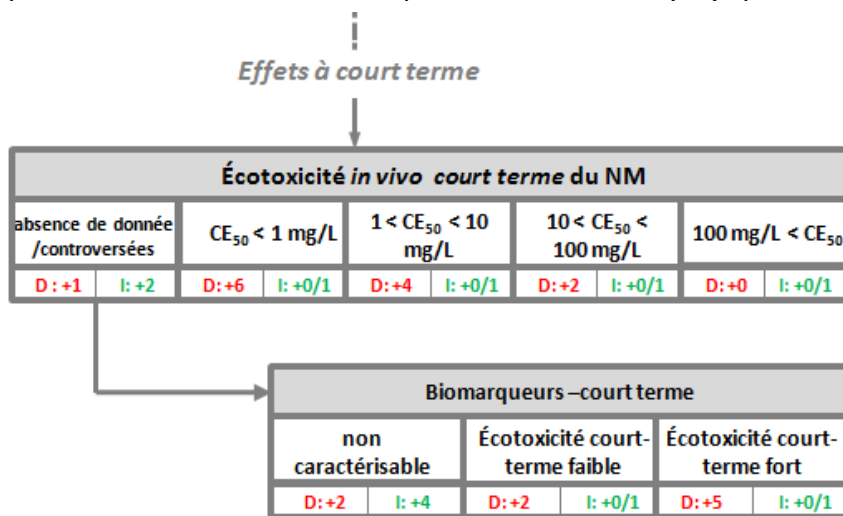 Effets à court terme
Écotoxicité in vivo court terme du NM
absence de donnée
/controversées
CE50 < 1 mg/L
1 < CE50 < 10
mg/L
10 < CE50 <
100 mg/L
100 mg/L < CE50
D : +1 I: +2 D: +6 I: +0/1 D: +4 I: +0/1 D: +2 I: +0/1 D: +0 I: +0/1
Biomarqueurs –court terme
non
caractérisable
Écotoxicité court-
terme faible
Écotoxicité court-
terme fort
D: +2 I: +4 D: +2 I: +0/1 D: +5 I: +0/1